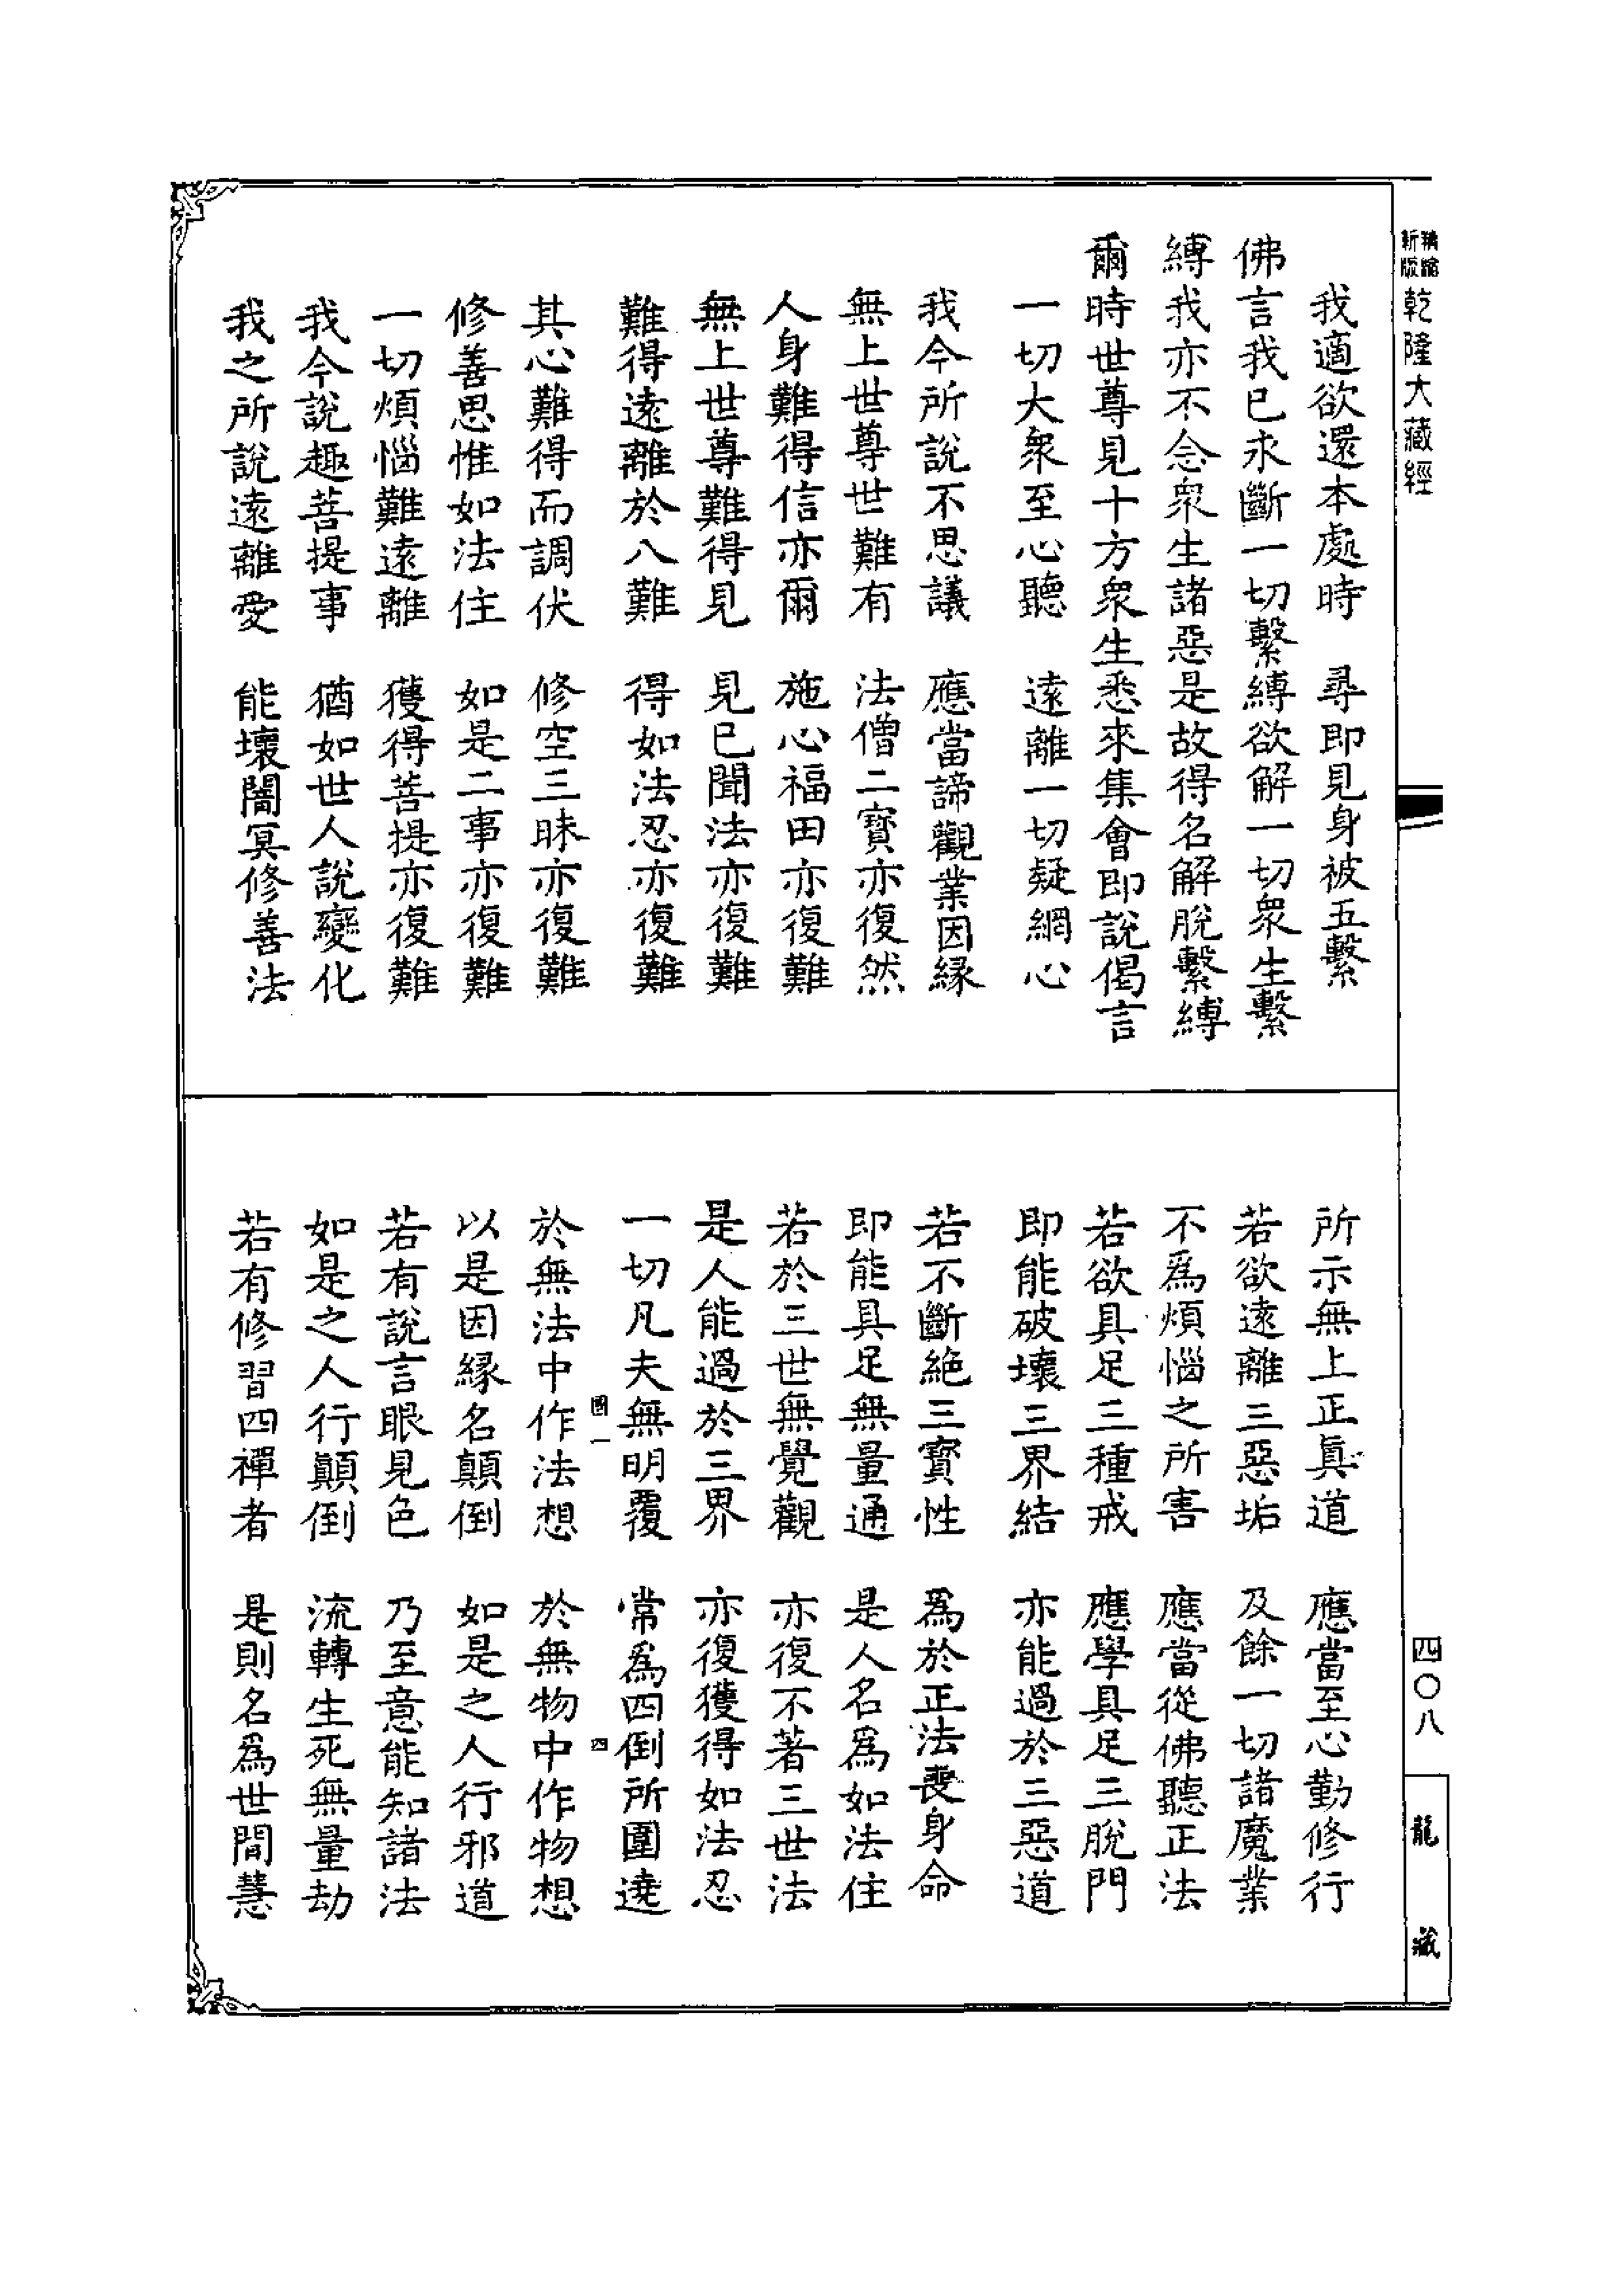 精縮
新版
乾隆大藏經
我適欲還本處時　尋即見身被五繫
佛言我已永斷一切繫縛欲解一切衆生繫
縛我亦不念衆生諸惡是故得名解脫繫縛
爾時世尊見十方衆生悉來集會即說偈言
一切大衆至心聽　遠離一切疑網心
我今所說不思議　應當諦觀業因緣
無上世尊世難有　法僧二寶亦復然
人身難得信亦爾　施心福田亦復難
無上世尊難得見　見已聞法亦復難
難得遠離於八難　得如法忍亦復難
其心難得而調伏　修空三昧亦復難
修善思惟如法住　如是二事亦復難
一切煩惱難遠離　獲得菩提亦復難
我今說趣菩提事　猶如世人說變化
我之所說遠離愛　能壞闇冥修善法
所示無上正真道　應當至心勤修行
若欲遠離三惡垢　及餘一切諸魔業
不爲煩惱之所害　應當從佛聽正法
若欲具足三種戒　應學具足三脫門
即能破壞三界結　亦能過於三惡道
若不斷絕三寶性　爲於正法喪身命
即能具足無量通　是人名爲如法住
若於三世無覺觀　亦復不著三世法
是人能過於三界　亦復獲得如法忍
一切凡夫無明覆　常爲四倒所圍遶
國一　四
於無法中作法想　於無物中作物想
以是因緣名顛倒　如是之人行邪道
若有說言眼見色　乃至意能知諸法
如是之人行顛倒　流轉生死無量劫
若有修習四禪者　是則名爲世間慧
四〇八
龍藏